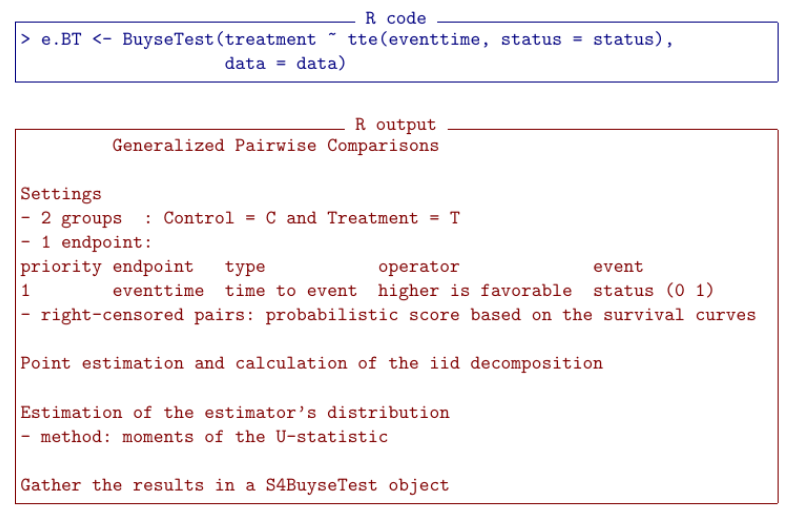 R code
> e.BT <- BuyseTest(treatment ~ tte(eventtime, status = status),
data = data)
R output
Generalized Pairwise Comparisons
Settings
- 2 groups : Control = C and Treatment = T
- 1 endpoint:
priority endpoint type operator event
1 eventtime time to event higher is favorable status (0 1)
- right-censored pairs: probabilistic score based on the survival curves
Point estimation and calculation of the iid decomposition
Estimation of the estimator's distribution
- method: moments of the U-statistic
Gather the results in a S4BuyseTest object